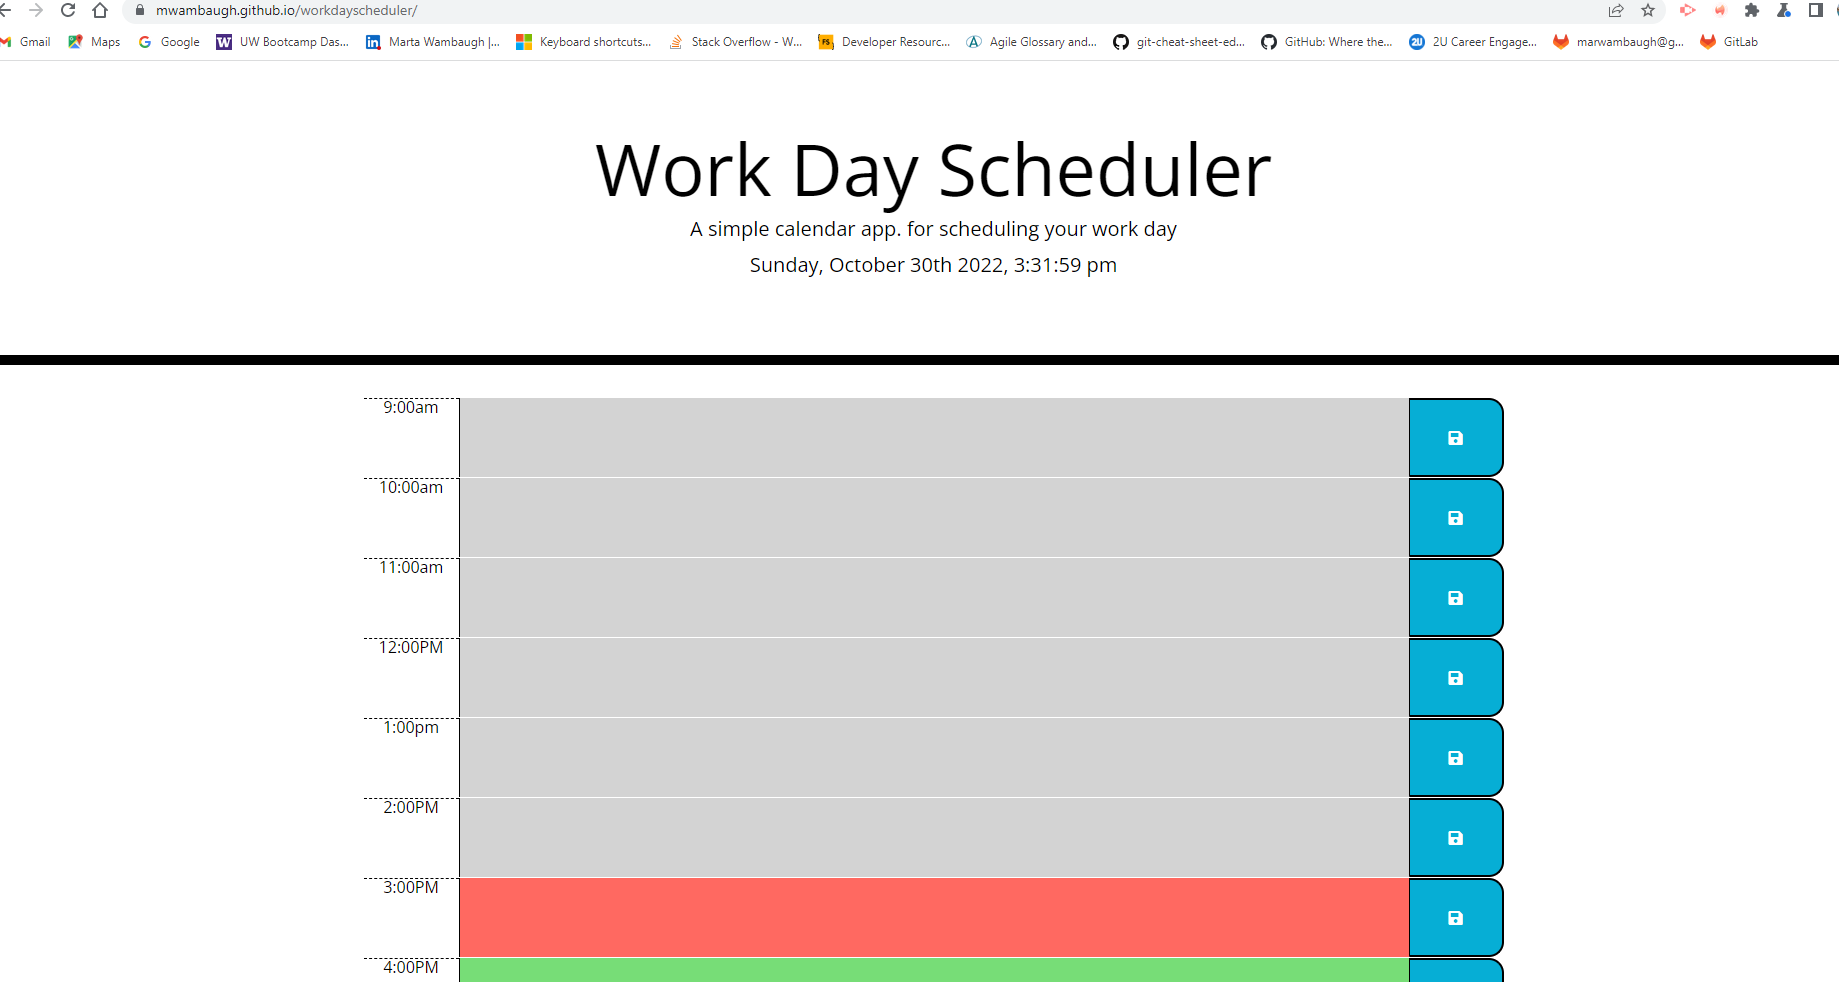 mwambaugh.github.io/workdayscheduler/
Gmail Maps Google UW Bootcamp Das... Marta Wambaugh |... Keyboard shortcuts... Stack Overflow - W... Developer Resourc... Agile Glossary and... git-cheat-sheet-ed... GitHub: Where the... 2U Career Engage... marwambaugh@g... GitLab
Work Day Scheduler
A simple calendar app. for scheduling your work day
Sunday, October 30th 2022, 3:31:59 pm
9:00am
10:00am
11:00am
12:00PM
1:00pm
2:00PM
3:00PM
4:00PM